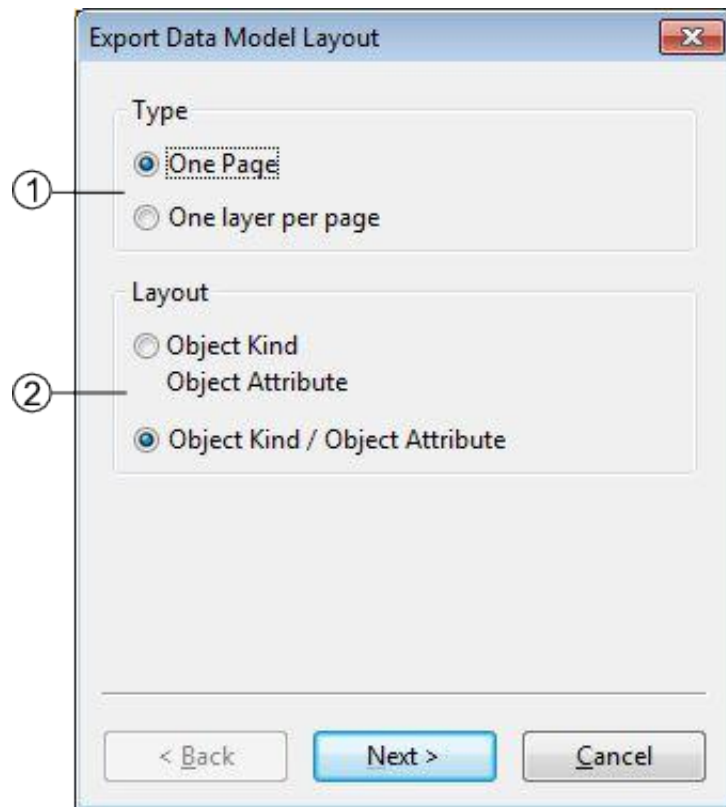 Export Data Model Layout
Type
One Page
1
One layer per page
Layout
Object Kind
Object Attribute
2
Object Kind / Object Attribute
< Back Next > Cancel